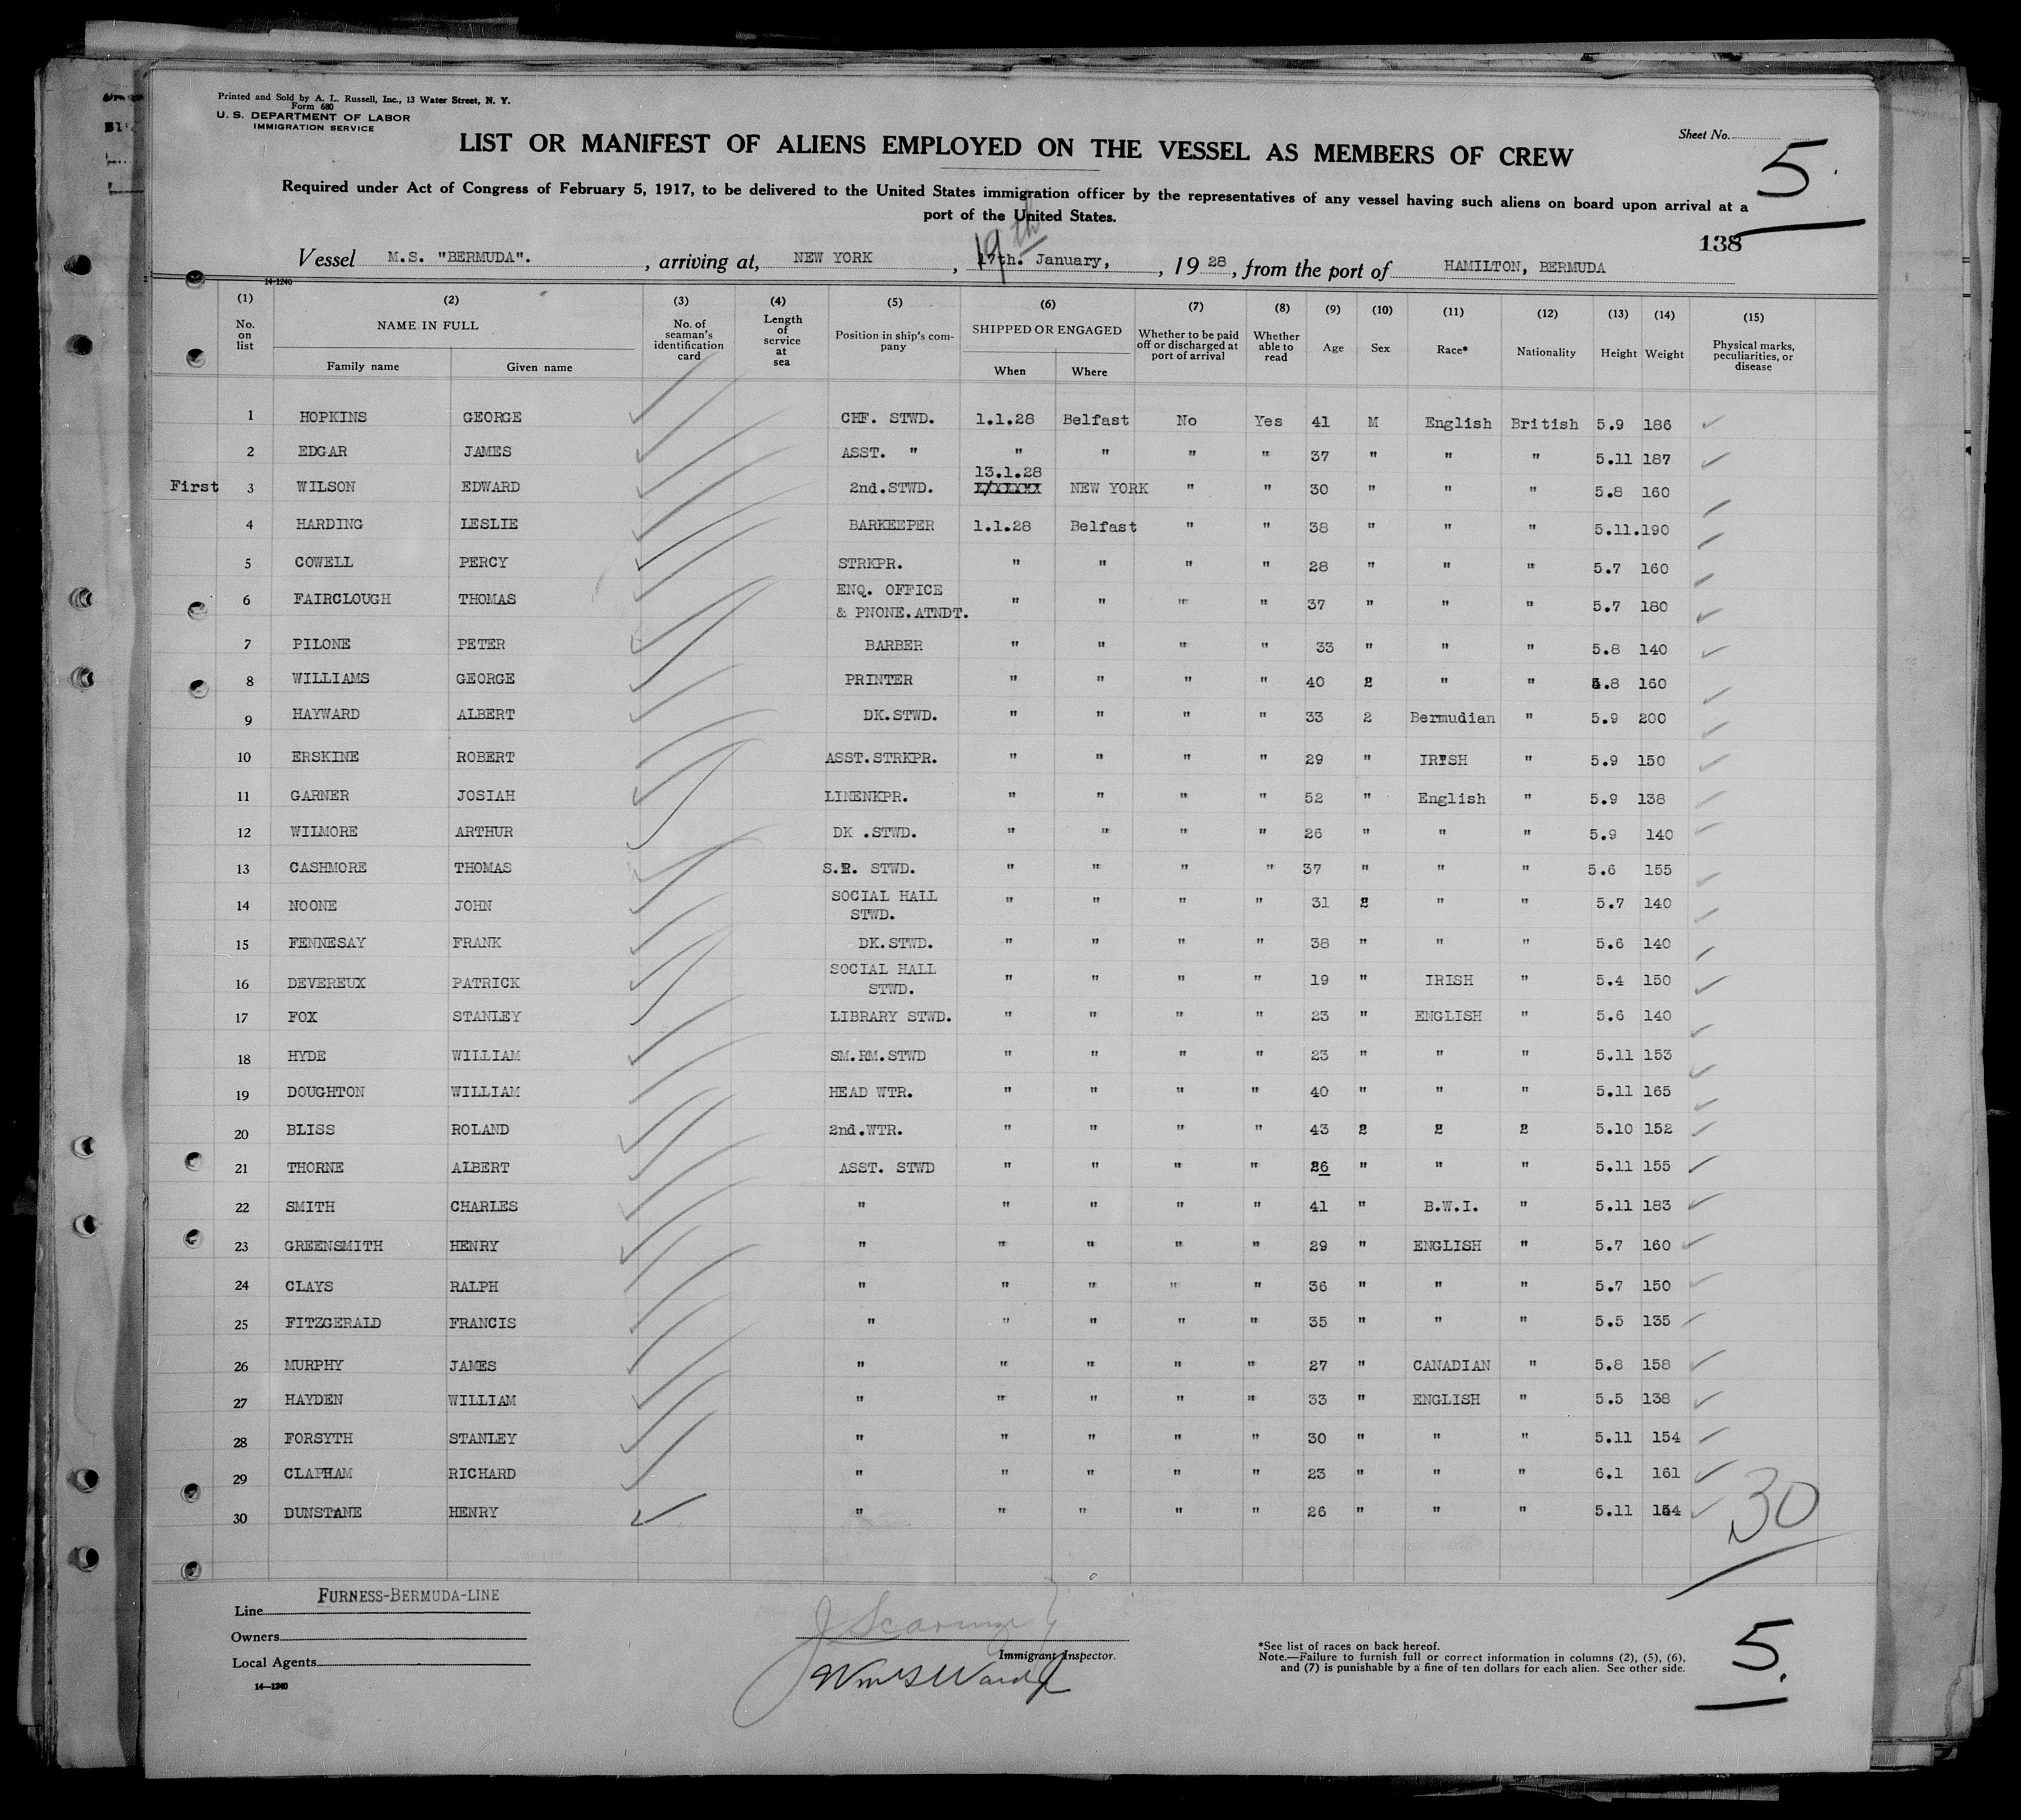 Printed and Sold by A. L. Russell, Inc., 13 Water Street, N. Y.
Form 680
U. S. DEPARTMENT OF LABOR
IMMIGRATION SERVICE
Sheet No.
5
LIST OR MANIFEST OF ALIENS EMPLOYED ON THE VESSEL AS MEMBERS OF CREW
Required under Act of Congress of February 5, 1917, to be delivered to the United States immigration officer by the representatives of any vessel having such aliens on board upon arrival at a
port of the United States.
138
Vessel M.S. "BERMUDA". , arriving at, NEW YORK , 19th 17th. January, , 19 28 , from the port of HAMILTON, BERMUDA
14-1240
(1) (2) (3) (4) (5) (6) (7) (8) (9) (10) (11) (12) (13) (14) (15)
No. on list NAME IN FULL Family name Given name No. of seaman's identification card Length of service at sea Position in ship's company SHIPPED OR ENGAGED When Where Whether to be paid off or discharged at port of arrival Whether able to read Age Sex Race* Nationality Height Weight Physical marks, peculiarities, or disease
1 HOPKINS GEORGE CHF. STWD. 1.1.28 Belfast No Yes 41 M English British 5.9 186
2 EDGAR JAMES ASST. " " " " " 37 " " " 5.11 187
First 3 WILSON EDWARD 2nd.STWD. 13.1.28 NEW YORK " " 30 " " " 5.8 160
4 HARDING LESLIE BARKEEPER 1.1.28 Belfast " " 38 " " " 5.11. 190
5 COWELL PERCY STRKPR. " " " " 28 " " " 5.7 160
6 FAIRCLOUGH THOMAS ENQ. OFFICE & PNONE.ATNDT. " " " " 37 " " " 5.7 180
7 PILONE PETER BARBER " " " " 33 " " " 5.8 140
8 WILLIAMS GEORGE PRINTER " " " " 40 " " " 5.8 160
9 HAYWARD ALBERT DK.STWD. " " " " 33 2 Bermudian " 5.9 200
10 ERSKINE ROBERT ASST.STRKPR. " " " " 29 " IRISH " 5.9 150
11 GARNER JOSIAH LINENKPR. " " " " 52 " English " 5.9 138
12 WILMORE ARTHUR DK .STWD. " " " " 26 " " " 5.9 140
13 CASHMORE THOMAS S.R. STWD. " " " " 37 " " " 5.6 155
14 NOONE JOHN SOCIAL HALL STWD. " " " " 31 " " " 5.7 140
15 FENNESAY FRANK DK.STWD. " " " " 38 " " " 5.6 140
16 DEVEREUX PATRICK SOCIAL HALL STWD. " " " " 19 " IRISH " 5.4 150
17 FOX STANLEY LIBRARY STWD. " " " " 23 " ENGLISH " 5.6 140
18 HYDE WILLIAM SM.RM.STWD " " " " 23 " " " 5.11 153
19 DOUGHTON WILLIAM HEAD WTR. " " " " 40 " " " 5.11 165
20 BLISS ROLAND 2nd.WTR. " " " " 43 " " " 5.10 152
21 THORNE ALBERT ASST. STWD " " " " 26 " " " 5.11 155
22 SMITH CHARLES " " " " " 41 " B.W.I. " 5.11 183
23 GREENSMITH HENRY " " " " " 29 " ENGLISH " 5.7 160
24 CLAYS RALPH " " " " " 36 " " " 5.7 150
25 FITZGERALD FRANCIS " " " " " 35 " " " 5.5 135
26 MURPHY JAMES " " " " " 27 " CANADIAN " 5.8 158
27 HAYDEN WILLIAM " " " " " 33 " ENGLISH " 5.5 138
28 FORSYTH STANLEY " " " " " 30 " " " 5.11 154
29 CLAPHAM RICHARD " " " " " 23 " " " 6.1 161
30 DUNSTANE HENRY " " " " " 26 " " " 5.11 154
30
Line FURNESS-BERMUDA-LINE
Owners
Local Agents
14—1240
Immigrant Inspector.
Wm S Ward
*See list of races on back hereof.
Note.—Failure to furnish full or correct information in columns (2), (5), (6), and (7) is punishable by a fine of ten dollars for each alien. See other side.
5.